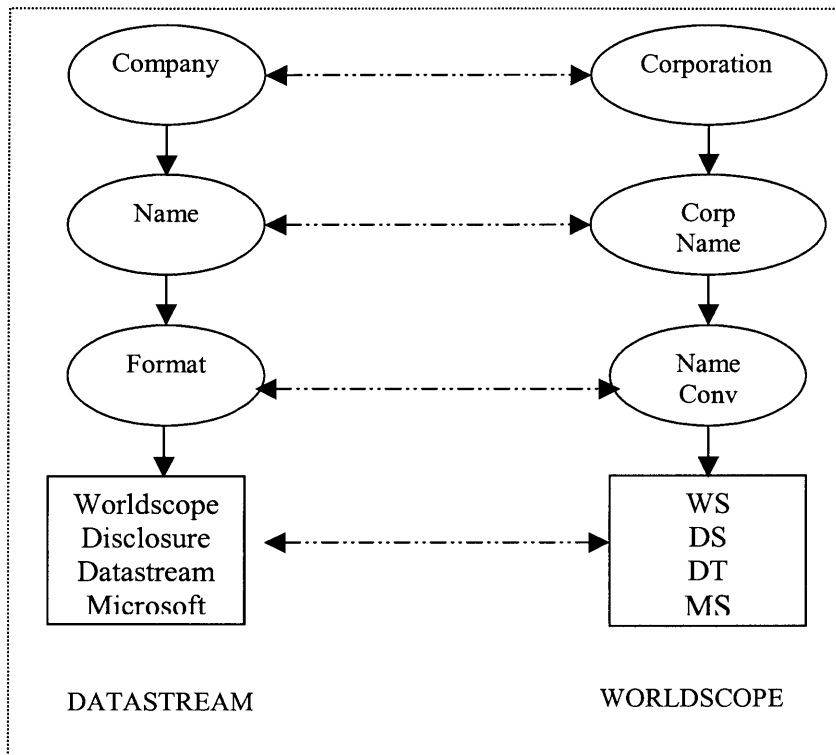 Company
Corporation
Name
Corp
Name
Format
Name
Conv
Worldscope
Disclosure
Datastream
Microsoft
WS
DS
DT
MS
DATASTREAM
WORLDSCOPE